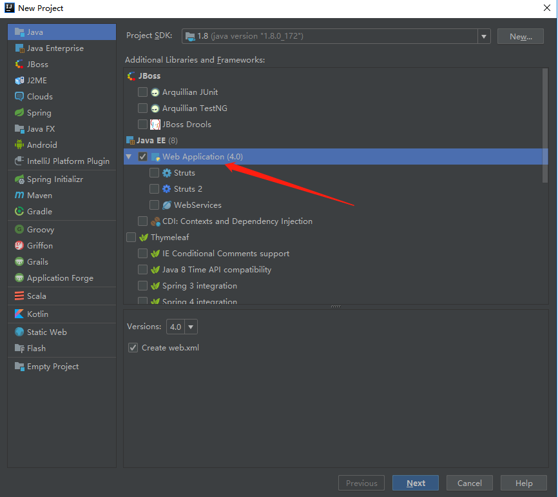 New Project
Java
Java Enterprise
JBoss
J2ME
Clouds
Spring
Java FX
Android
IntelliJ Platform Plugin
Spring Initializr
Maven
Gradle
Groovy
Griffon
Grails
Application Forge
Scala
Kotlin
Static Web
Flash
Empty Project
Project SDK: 1.8 (java version "1.8.0_172") New...
Additional Libraries and Frameworks:
JBoss
Arquillian JUnit
Arquillian TestNG
JBoss Drools
Java EE (8)
Web Application (4.0)
Struts
Struts 2
WebServices
CDI: Contexts and Dependency Injection
Thymeleaf
IE Conditional Comments support
Java 8 Time API compatibility
Spring 3 integration
Spring 4 integration
Versions: 4.0
Create web.xml
Previous Next Cancel Help